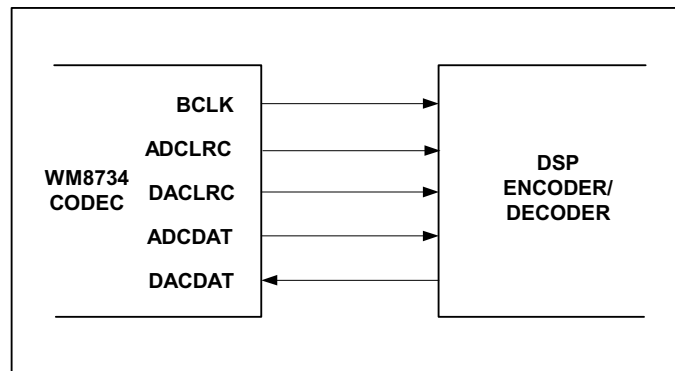 WM8734
CODEC
BCLK
ADCLRC
DACLRC
ADCDAT
DACDAT
DSP
ENCODER/
DECODER